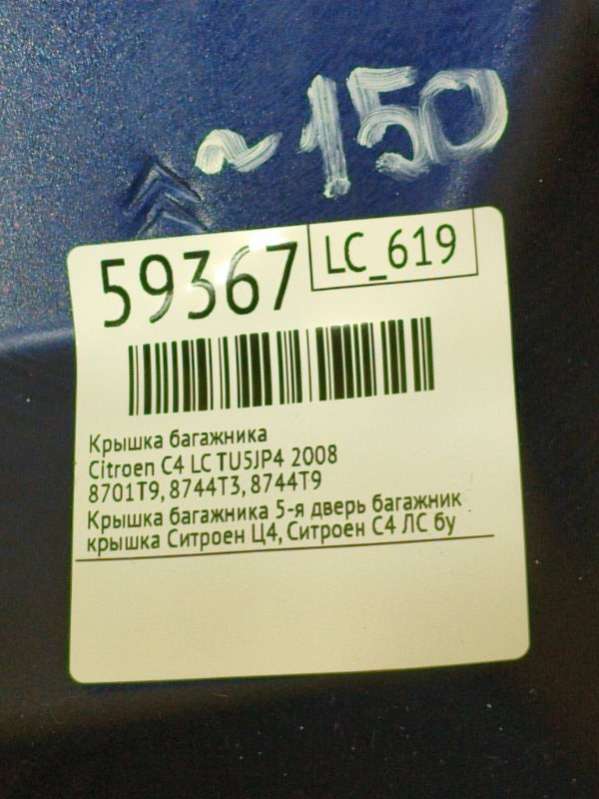 ~150
59367
LC_619
Крышка багажника
Citroen C4 LC TU5JP4 2008
8701T9, 8744T3, 8744T9
Крышка багажника 5-я дверь багажник
крышка Ситроен Ц4, Ситроен С4 ЛС бу